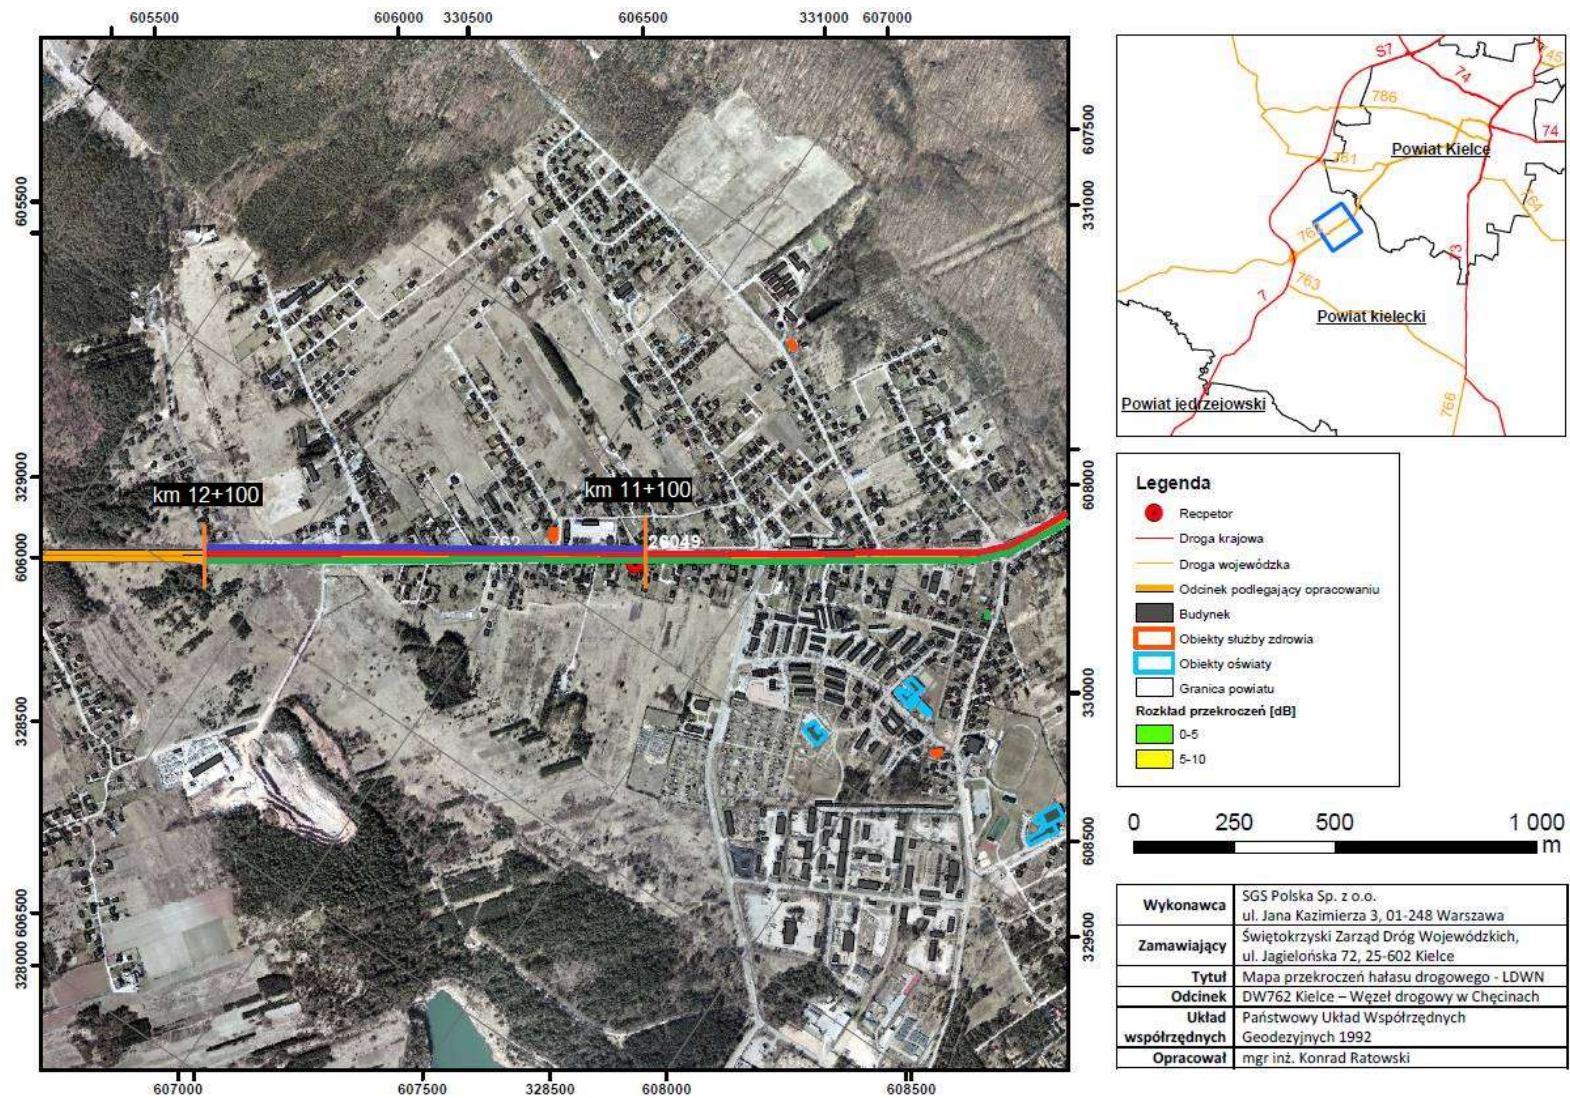 605500
606000
330500
606500
331000
607000
605500
329000
606000
328500
606500
328000
607500
331000
608000
330000
608500
329500
607000
607500
328500
608000
608500
km 12+100
km 11+100
762
26049
S7
74
786
74
Powiat Kielce
761
764
73
763
7
Powiat kielecki
766
Powiat jędrzejowski
Legenda
Recpetor
Droga krajowa
Droga wojewódzka
Odcinek podlegający opracowaniu
Budynek
Obiekty służby zdrowia
Obiekty oświaty
Granica powiatu
Rozkład przekroczeń [dB]
0-5
5-10
0 250 500 1 000
m
Wykonawca SGS Polska Sp. z o.o.
ul. Jana Kazimierza 3, 01-248 Warszawa
Zamawiający Świętokrzyski Zarząd Dróg Wojewódzkich,
ul. Jagielońska 72, 25-602 Kielce
Tytuł Mapa przekroczeń hałasu drogowego - LDWN
Odcinek DW762 Kielce – Węzeł drogowy w Chęcinach
Układ Państwowy Układ Współrzędnych
współrzędnych Geodezyjnych 1992
Opracował mgr inż. Konrad Ratowski